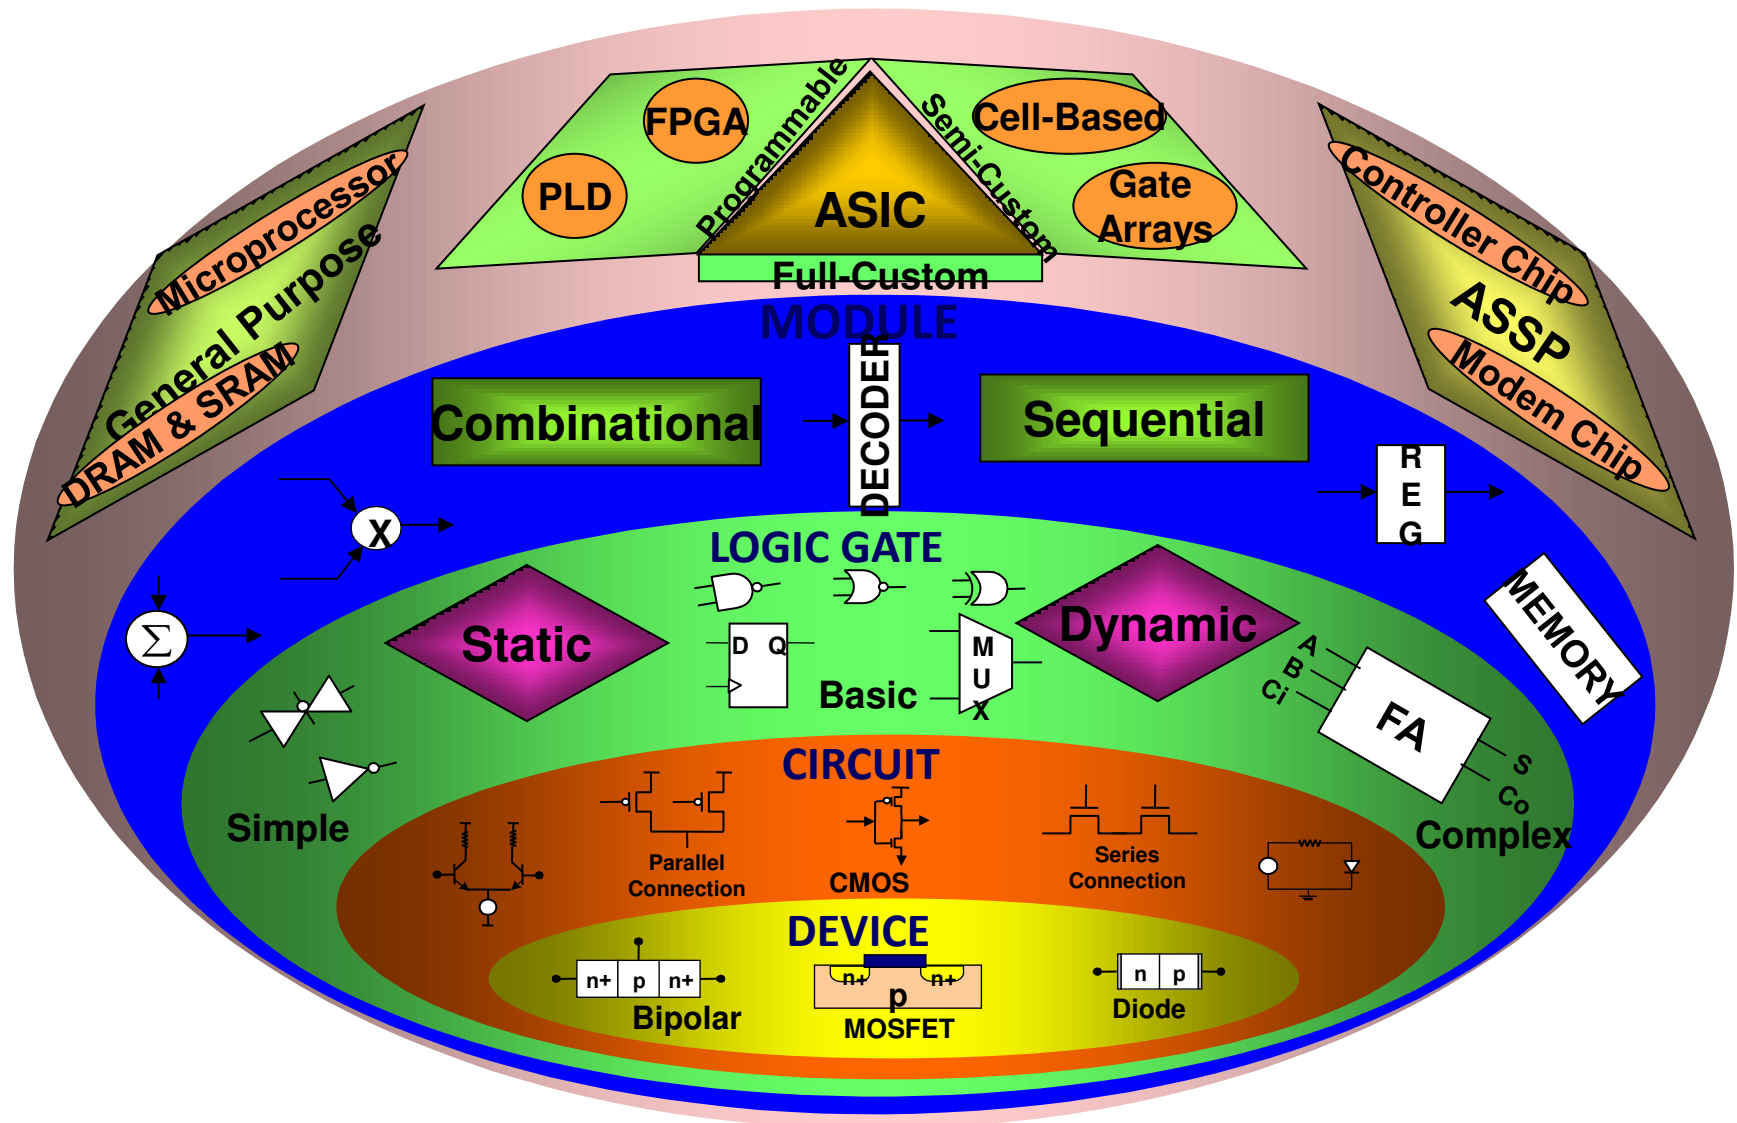 FPGA
PLD
Programmable
ASIC
Semi-Custom
Cell-Based
Gate
Arrays
Full-Custom
Microprocessor
General Purpose
DRAM & SRAM
Controller Chip
ASSP
Modem Chip
MODULE
Combinational
DECODER
Sequential
X
Σ
R
E
G
MEMORY
LOGIC GATE
Static
D Q
Basic
M
U
X
Dynamic
A
B
Ci
FA
S
Co
Simple
Complex
CIRCUIT
Parallel
Connection
CMOS
Series
Connection
DEVICE
n+ p n+
Bipolar
n+ n+
p
MOSFET
n p
Diode